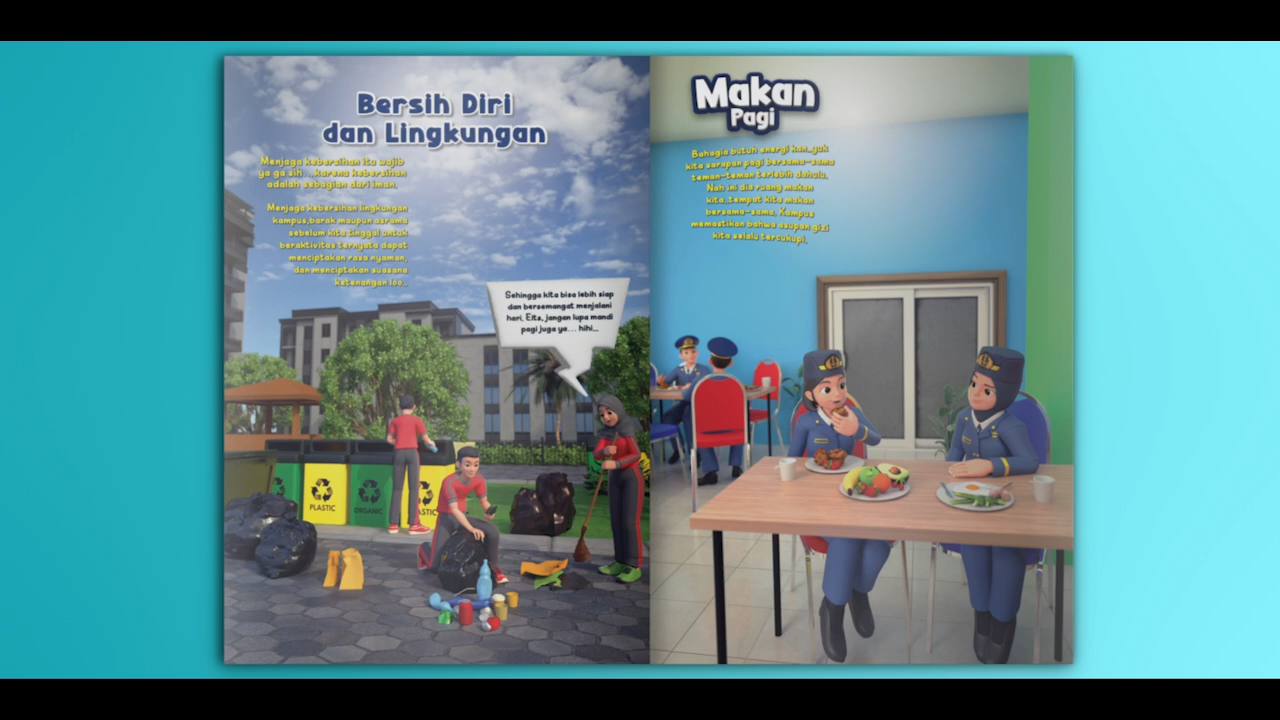 Bersih Diri
dan Lingkungan
Menjaga kebersihan itu wajib
ya ga sih ...karena kebersihan
adalah sebagian dari iman.
Menjaga kebersihan lingkungan
kampus,barak maupun asrama
sebelum kita tinggal untuk
beraktivitas ternyata dapat
menciptakan rasa nyaman,
dan menciptakan suasana
ketenangan loo..
Sehingga kita bisa lebih siap
dan bersemangat menjalani
hari. Eits, jangan lupa mandi
pagi juga ya... hihi...
PLASTIC
ORGANIC
Makan
Pagi
Bahagia butuh energi kan..yuk
kita sarapan pagi bersama-sama
teman-teman terlebih dahulu.
Nah ini dia ruang makan
kita..tempat kita makan
bersama-sama. Kampus
memastikan bahwa asupan gizi
kita selalu tercukupi.